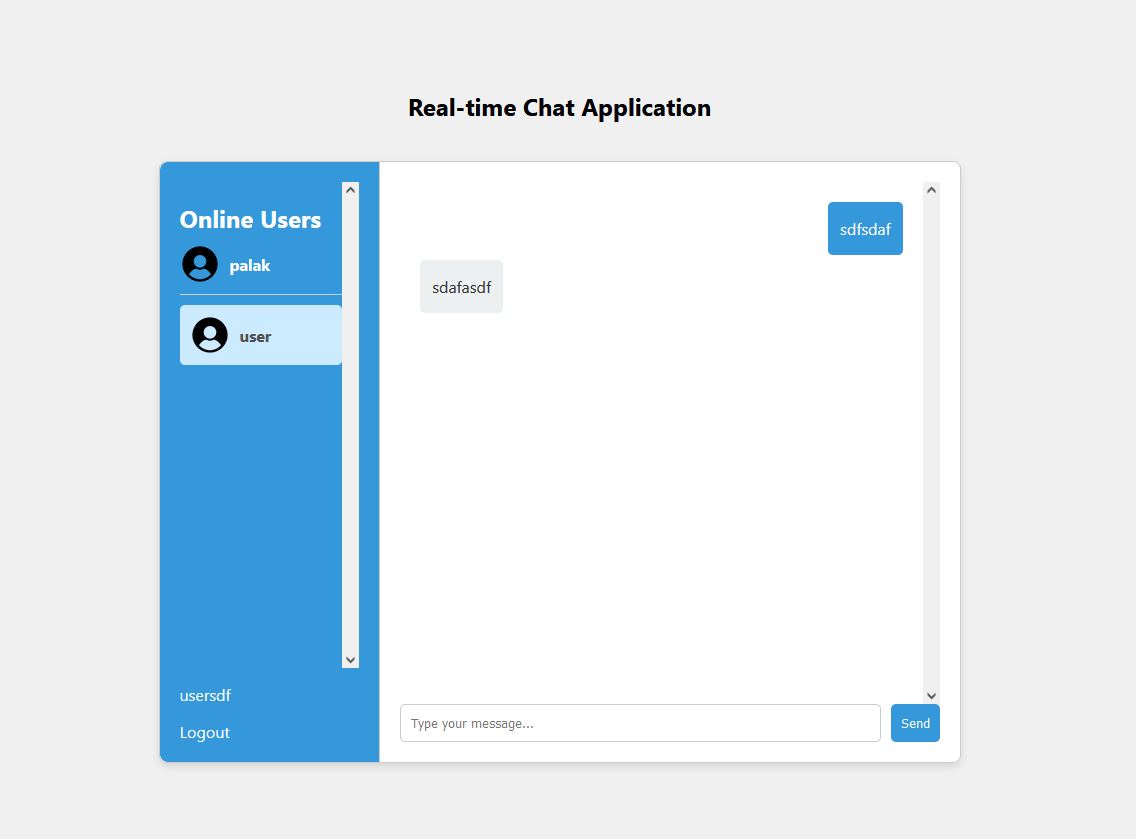 Real-time Chat Application
Online Users
palak
user
usersdf
Logout
sdfsdaf
sdafasdf
Type your message...
Send